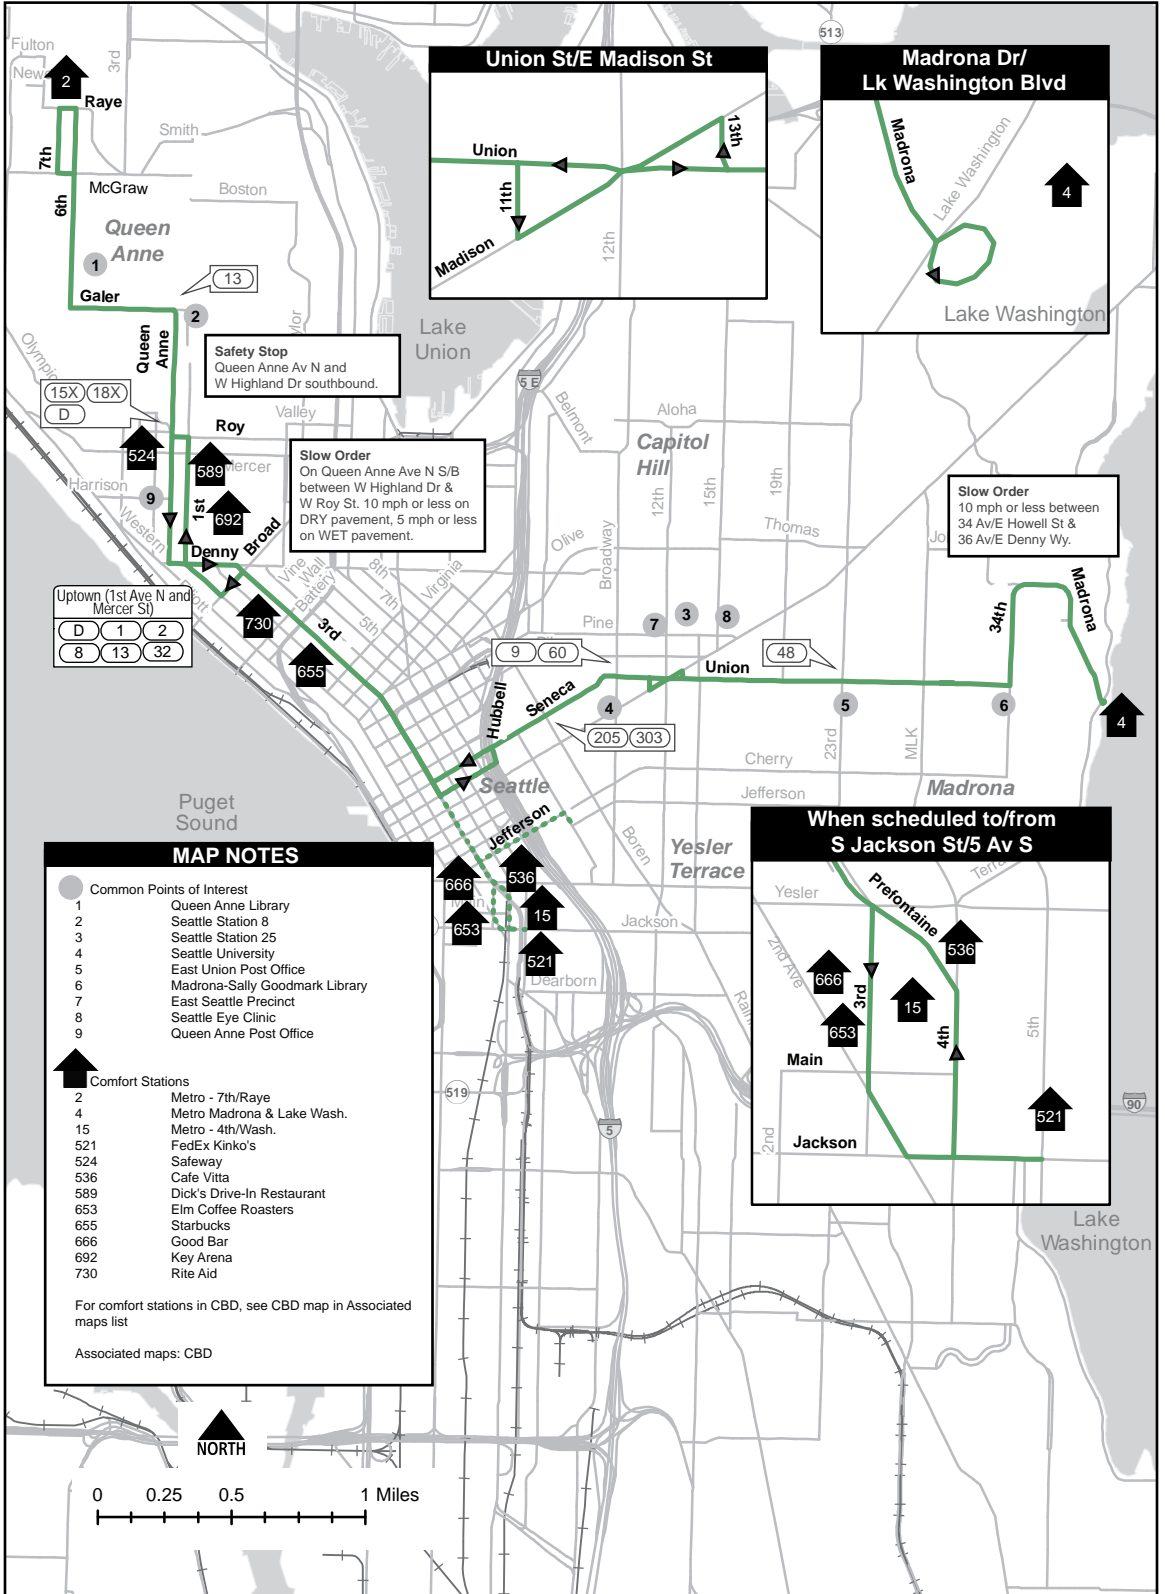 513
Fulton
3rd
New
2
Raye
7th
Smith
McGraw
Boston
6th
Queen
Anne
1
13
Galer
2
Queen
Anne
Olympic
Safety Stop
Queen Anne Av N and
W Highland Dr southbound.
15X
18X
D
Valley
Roy
524
589
Mercer
Harrison
9
Western
1st
692
Denny
Broad
Slow Order
On Queen Anne Ave N S/B
between W Highland Dr &
W Roy St. 10 mph or less on
DRY pavement, 5 mph or less
on WET pavement.
Uptown (1st Ave N and
Mercer St)
D
1
2
8
13
32
730
655
3rd
Vine
Wall
Battery
5th
7th
8th
Virginia
Olive
Union St/E Madison St
Union
13th
11th
Madison
12th
Madrona Dr/
Lk Washington Blvd
Madrona
Lake Washington
4
Lake Washington
Lake
Union
5 E
Belmont
Aloha
Capitol
Hill
12th
15th
19th
Broadway
Thomas
Slow Order
10 mph or less between
34 Av/E Howell St &
36 Av/E Denny Wy.
34th
Madrona
Pine
7
3
8
9
60
Union
48
Hubbell
Seneca
4
205
303
5
6
4
23rd
MLK
Seattle
Cherry
Jefferson
Madrona
Puget
Sound
Jefferson
Boren
Yesler
Terrace
666
536
653
15
521
Jackson
Dearborn
519
5
90
MAP NOTES
Common Points of Interest
1 Queen Anne Library
2 Seattle Station 8
3 Seattle Station 25
4 Seattle University
5 East Union Post Office
6 Madrona-Sally Goodmark Library
7 East Seattle Precinct
8 Seattle Eye Clinic
9 Queen Anne Post Office
Comfort Stations
2 Metro - 7th/Raye
4 Metro Madrona & Lake Wash.
15 Metro - 4th/Wash.
521 FedEx Kinko's
524 Safeway
536 Cafe Vitta
589 Dick's Drive-In Restaurant
653 Elm Coffee Roasters
655 Starbucks
666 Good Bar
692 Key Arena
730 Rite Aid
For comfort stations in CBD, see CBD map in Associated
maps list
Associated maps: CBD
When scheduled to/from
S Jackson St/5 Av S
Yesler
Prefontaine
2nd Ave
536
666
3rd
15
653
4th
5th
Main
521
2nd
Jackson
Lake
Washington
NORTH
0 0.25 0.5 1 Miles